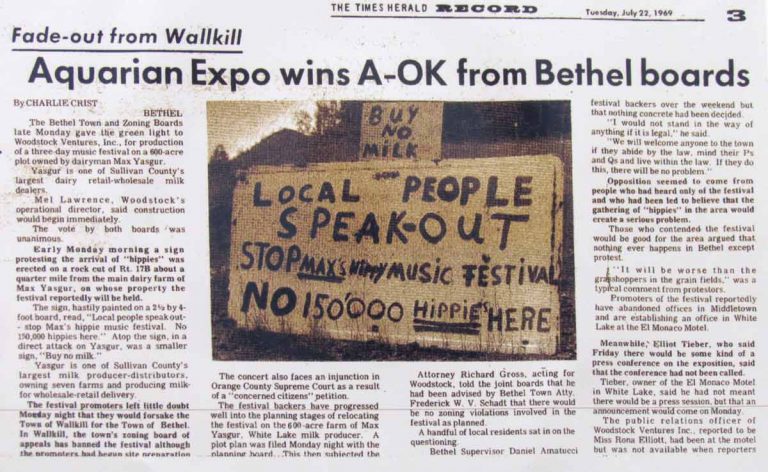 THE TIMES HERALD RECORD
Tuesday, July 22, 1969
3
Fade-out from Wallkill
Aquarian Expo wins A-OK from Bethel boards
By CHARLIE CRIST
BETHEL
The Bethel Town and Zoning Boards
late Monday gave the green light to
Woodstock Ventures, Inc., for production
of a three-day music festival on a 600-acre
plot owned by dairyman Max Yasgur.
Yasgur is one of Sullivan County's
largest dairy retail-wholesale milk
dealers.
Mel Lawrence, Woodstock's
operational director, said construction
would begin immediately.
The vote by both boards was
unanimous.
Early Monday morning a sign
protesting the arrival of "hippies" was
erected on a rock cut of Rt. 17B about a
quarter mile from the main dairy farm of
Max Yasgur, on whose property the
festival reportedly will be held.
The sign, hastily painted on a 2½ by 4-
foot board, read, "Local people speak out-
- stop Max's hippie music festival. No
150,000 hippies here." Atop the sign, in a
direct attack on Yasgur, was a smaller
sign, "Buy no milk."
Yasgur is one of Sullivan County's
largest milk producer-distributors,
owning seven farms and producing milk-
for wholesale-retail delivery.
The festival promoters left little doubt
Monday night that they would forsake the
Town of Wallkill for the Town of Bethel.
In Wallkill, the town's zoning board of
appeals has banned the festival although
the promoters had begun site preparation
BUY
NO
MILK
LOCAL PEOPLE
SPEAK-OUT
STOP MAX'S HIPPY MUSIC FESTIVAL
NO 150000 HIPPIES HERE
The concert also faces an injunction in
Orange County Supreme Court as a result
of a "concerned citizens" petition.
The festival backers have progressed
well into the planning stages of relocating
the festival on the 600-acre farm of Max
Yasgur, White Lake milk producer. A
plot plan was filed Monday night with the
planning board. This then subjected the
Attorney Richard Gross, acting for
Woodstock, told the joint boards that he
had been advised by Bethel Town Atty.
Frederick W. V. Schadt that there would
be no zoning violations involved in the
festival as planned.
A handful of local residents sat in on the
questioning.
Bethel Supervisor Daniel Amatucci
festival backers over the weekend but
that nothing concrete had been decided.
"I would not stand in the way of
anything if it is legal," he said.
"We will welcome anyone to the town
if they abide by the law, mind their Ps
and Qs and live within the law. If they do
this, there will be no problem."
Opposition seemed to come from
people who had heard only of the festival
and who had been led to believe that the
gathering of "hippies" in the area would
create a serious problem.
Those who contended the festival
would be good for the area argued that
nothing ever happens in Bethel except
protest.
"It will be worse than the
grasshoppers in the grain fields," was a
typical comment from protestors.
Promoters of the festival reportedly
have abandoned offices in Middletown
and are establishing an office in White
Lake at the El Monaco Motel.
Meanwhile, Elliot Tieber, who said
Friday there would be some kind of a
press conference on the exposition, said
that the conference had not been called.
Tieber, owner of the El Monaco Motel
in White Lake, said he had not meant
there would be a press session, but that an
announcement would come on Monday.
The public relations officer of
Woodstock Ventures Inc., reported to be
Miss Rona Elliott, had been at the motel
but was not available when reporters